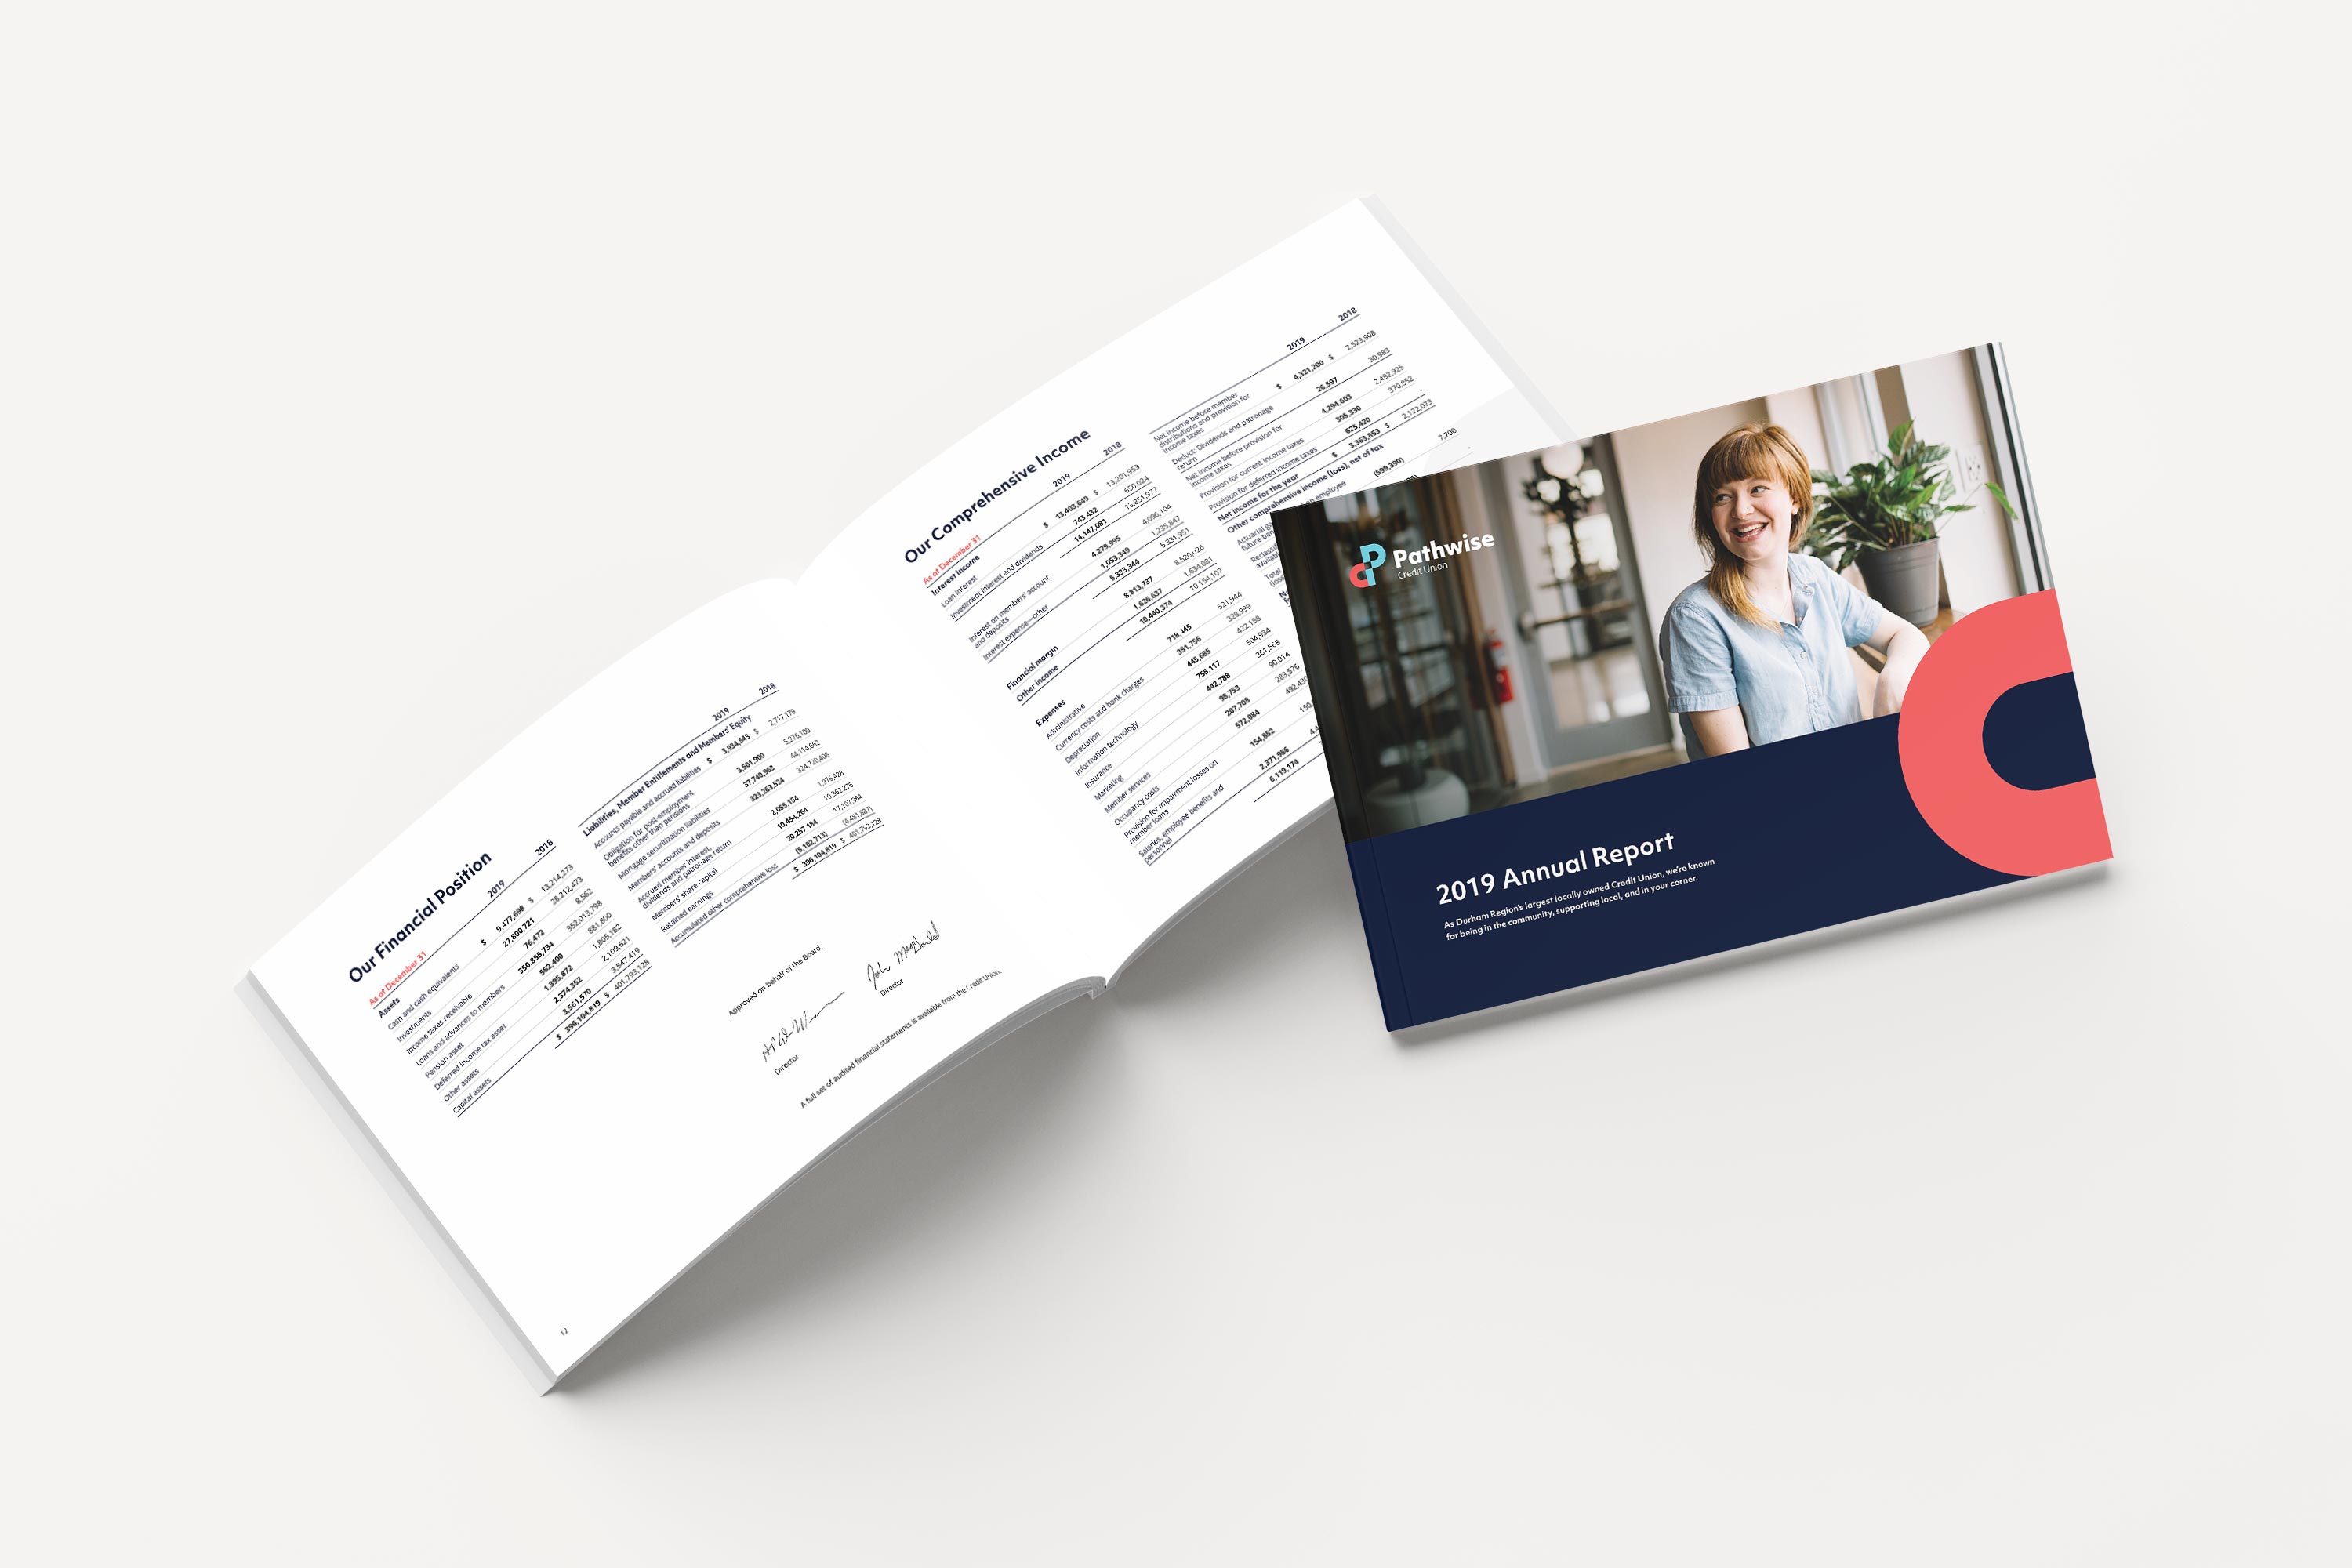 Our Financial Position
As at December 31 2019 2018
Assets
Cash and cash equivalents $ 9,477,698 $ 13,214,273
Investments 27,800,721 28,212,473
Income taxes receivable 76,472 8,562
Loans and advances to members 350,855,734 352,013,798
Pension asset 562,400 881,800
Deferred income tax asset 1,395,872 1,805,182
Other assets 2,374,352 2,109,621
Capital assets 3,561,570 3,547,419
$ 396,104,819 $ 401,793,128
2019 2018
Liabilities, Member Entitlements and Members' Equity
Accounts payable and accrued liabilities $ 3,934,543 $ 2,717,179
Obligation for post-employment
benefits other than pensions 3,501,900 5,276,100
Mortgage securitization liabilities 37,740,963 44,114,662
Members' accounts and deposits 323,263,524 324,720,406
Accrued member interest,
dividends and patronage return 2,055,154 1,976,428
Members' share capital 10,454,264 10,362,276
Retained earnings 20,257,184 17,107,964
Accumulated other comprehensive loss (5,102,713) (4,481,887)
$ 396,104,819 $ 401,793,128
Approved on behalf of the Board:
John MacDonald
Director
Director
A full set of audited financial statements is available from the Credit Union.
12
Our Comprehensive Income
As at December 31 2019 2018
Interest Income
Loan interest $ 13,403,649 $ 13,201,953
Investment interest and dividends 743,432 650,024
14,147,081 13,851,977
Interest on members' account
and deposits 4,279,995 4,096,104
Interest expense—other 1,053,349 1,235,847
5,333,344 5,331,951
Financial margin 8,813,737 8,520,026
Other income 1,626,637 1,634,081
10,440,374 10,154,107
Expenses
Administrative 718,445 521,944
Currency costs and bank charges 351,756 328,999
Depreciation 445,685 422,158
Information technology 755,117 504,934
Insurance 442,788 361,568
Marketing 98,753 90,014
Member services 207,708 283,576
Occupancy costs 572,084 492,430
Provision for impairment losses on
member loans 154,852 150,
Salaries, employee benefits and
personnel 2,371,986 4,4
6,119,174
2019 2018
Net income before member
distributions and provision for
income taxes $ 4,321,200 $ 2,523,908
Deduct: Dividends and patronage
return 26,597 30,983
Net income before provision for
income taxes 4,294,603 2,492,925
Provision for current income taxes 305,330 370,852
Provision for deferred income taxes 625,420 -
Net income for the year $ 3,363,853 $ 2,122,073
Other comprehensive income (loss), net of tax
employee (599,390) 7,700
Pathwise
Credit Union
2019 Annual Report
As Durham Region's largest locally owned Credit Union, we're known
for being in the community, supporting local, and in your corner.